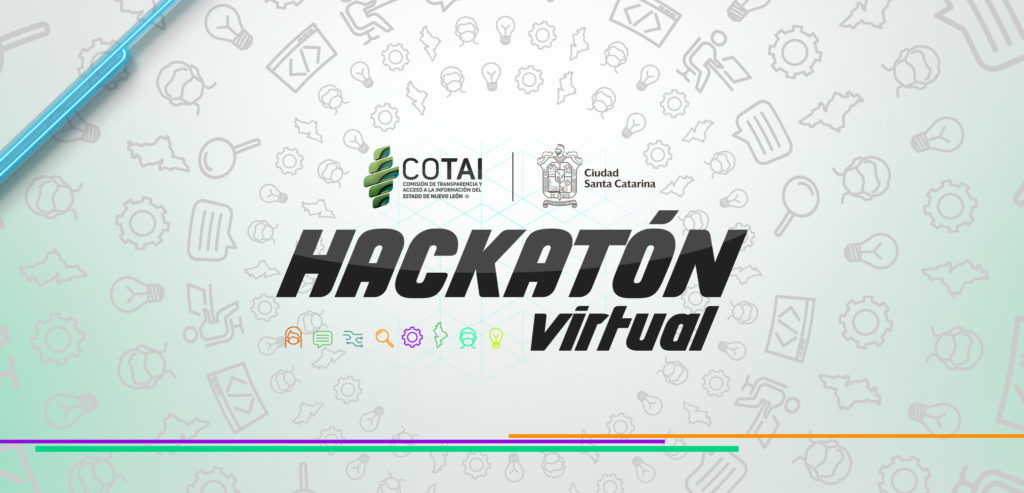 COTAI
COMISIÓN DE TRANSPARENCIA Y
ACCESO A LA INFORMACIÓN DEL
ESTADO DE NUEVO LEÓN ®
Ciudad
Santa Catarina
HACKATÓN
virtual